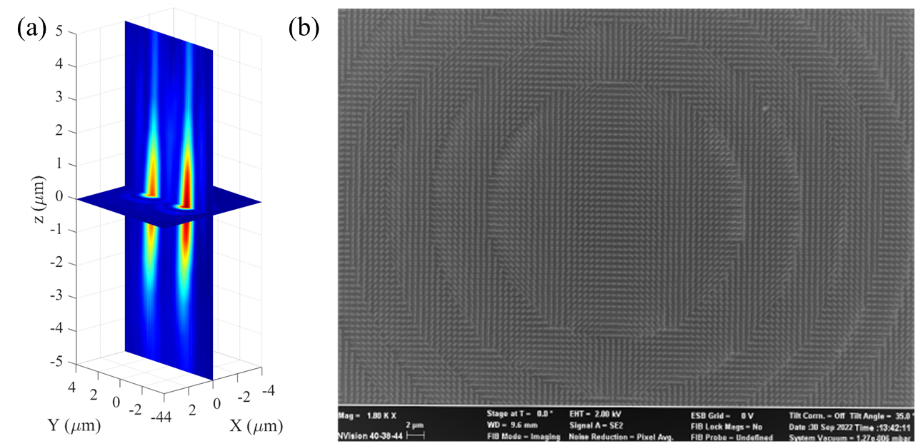 (a)
(b)
5
4
3
2
1
0
-1
-2
-3
-4
-5
z (μm)
4 2 0 -2 -44 2 0 -2 -4
Y (μm) X (μm)
Mag = 1.80 K X
2 µm
NVision 40-38-44
Stage at T = 0.0 °
WD = 9.6 mm
FIB Mode = Imaging
EHT = 2.00 kV
Signal A = SE2
Noise Reduction = Pixel Avg.
ESB Grid = 0 V
FIB Lock Mags = No
FIB Probe = Undefined
Tilt Corrn. = Off Tilt Angle = 35.0 °
Date :30 Sep 2022 Time :13:42:11
System Vacuum = 1.27e-006 mbar